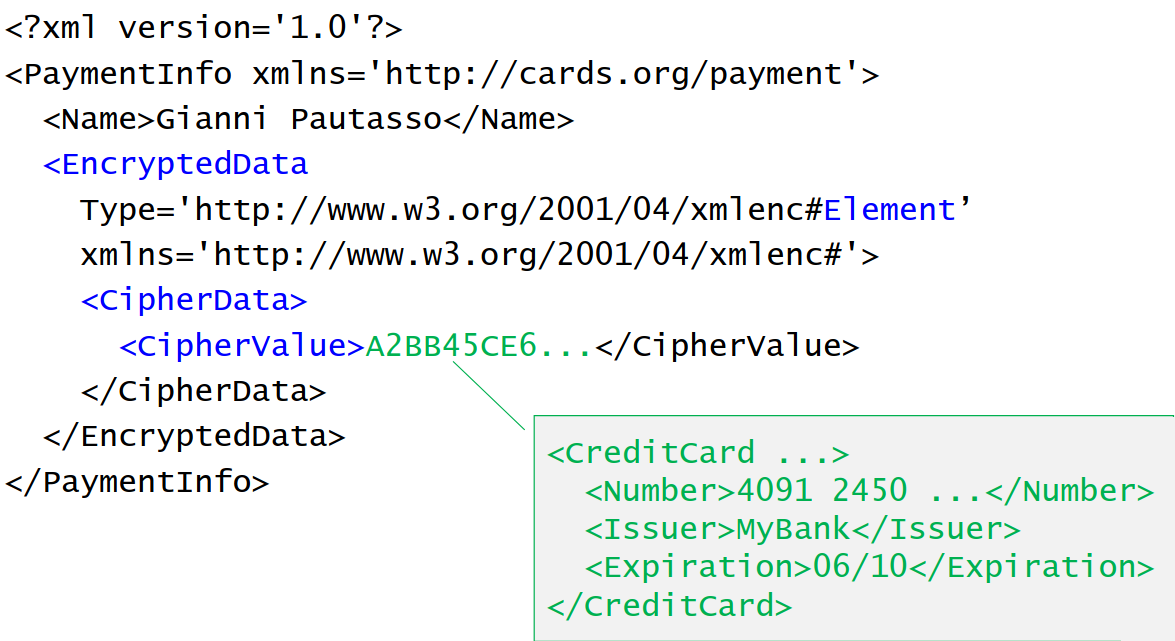 <?xml version='1.0'?>
<PaymentInfo xmlns='http://cards.org/payment'>
  <Name>Gianni Pautasso</Name>
  <EncryptedData
    Type='http://www.w3.org/2001/04/xmlenc#Element’
    xmlns='http://www.w3.org/2001/04/xmlenc#'>
    <CipherData>
      <CipherValue>A2BB45CE6...</CipherValue>
    </CipherData>
  </EncryptedData>
</PaymentInfo>
<CreditCard ...>
  <Number>4091 2450 ...</Number>
  <Issuer>MyBank</Issuer>
  <Expiration>06/10</Expiration>
</CreditCard>